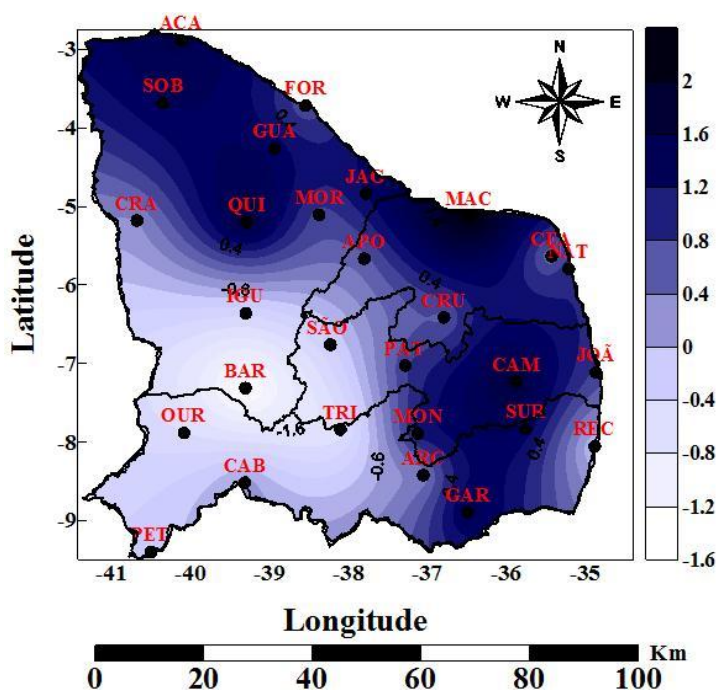 ACA
-3
2
SOB
FOR
N
W
E
S
1.6
-4
GUA
JAG
1.2
MOR
MAC
CRA
QUI
-5
0.8
0.4
APO
CEA
NAT
0.4
0.4
-6
-0.8
IGU
CRU
SÃO
0
-7
PAT
CAM
JOÃ
BAR
-0.4
OUR
TRI
MON
SUR
REC
-8
-1.6
-0.6
0.4
-0.8
CAB
ARC
GAR
-9
-1.2
PET
-1.6
-41 -40 -39 -38 -37 -36 -35
Latitude
Longitude
Km
0 20 40 60 80 100